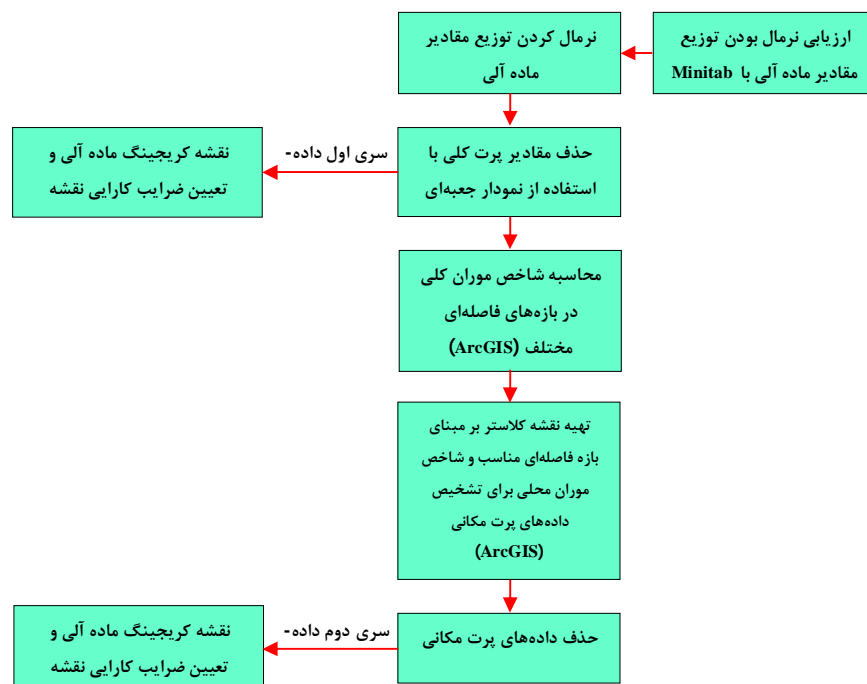 ارزیابی نرمال بودن توزیع
مقادیر ماده آلی با Minitab
نرمال کردن توزیع مقادیر
ماده آلی
حذف مقادیر پرت کلی با
استفاده از نمودار جعبه‌ای
سری اول داده-
نقشه کریجینگ ماده آلی و
تعیین ضرایب کارایی نقشه
محاسبه شاخص موران کلی
در بازه‌های فاصله‌ای
مختلف (ArcGIS)
تهیه نقشه کلاستر بر مبنای
بازه فاصله‌ای مناسب و شاخص
موران محلی برای تشخیص
داده‌های پرت مکانی
(ArcGIS)
حذف داده‌های پرت مکانی
سری دوم داده-
نقشه کریجینگ ماده آلی و
تعیین ضرایب کارایی نقشه